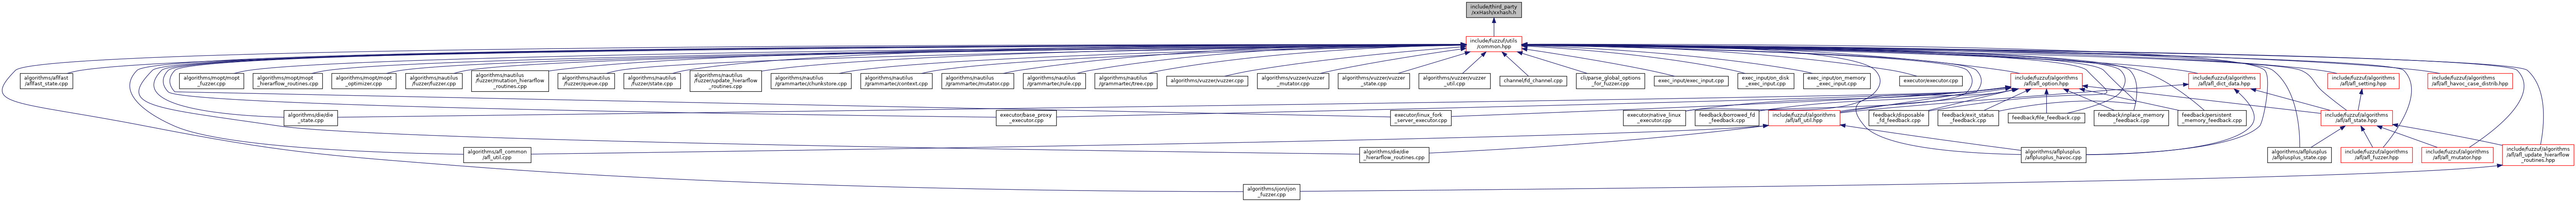 include/third_party
/xxHash/xxhash.h
include/fuzzuf/utils
/common.hpp
algorithms/aflfast
/aflfast_state.cpp
algorithms/mopt/mopt
_fuzzer.cpp
algorithms/mopt/mopt
_hierarflow_routines.cpp
algorithms/mopt/mopt
_optimizer.cpp
algorithms/nautilus
/fuzzer/fuzzer.cpp
algorithms/nautilus
/fuzzer/mutation_hierarflow
_routines.cpp
algorithms/nautilus
/fuzzer/queue.cpp
algorithms/nautilus
/fuzzer/state.cpp
algorithms/nautilus
/fuzzer/update_hierarflow
_routines.cpp
algorithms/nautilus
/grammartec/chunkstore.cpp
algorithms/nautilus
/grammartec/context.cpp
algorithms/nautilus
/grammartec/mutator.cpp
algorithms/nautilus
/grammartec/rule.cpp
algorithms/nautilus
/grammartec/tree.cpp
algorithms/vuzzer/vuzzer.cpp
algorithms/vuzzer/vuzzer
_mutator.cpp
algorithms/vuzzer/vuzzer
_state.cpp
algorithms/vuzzer/vuzzer
_util.cpp
channel/fd_channel.cpp
cli/parse_global_options
_for_fuzzer.cpp
exec_input/exec_input.cpp
exec_input/on_disk
_exec_input.cpp
exec_input/on_memory
_exec_input.cpp
executor/executor.cpp
include/fuzzuf/algorithms
/afl/afl_option.hpp
include/fuzzuf/algorithms
/afl/afl_dict_data.hpp
include/fuzzuf/algorithms
/afl/afl_setting.hpp
include/fuzzuf/algorithms
/afl/afl_havoc_case_distrib.hpp
algorithms/die/die
_state.cpp
executor/base_proxy
_executor.cpp
executor/linux_fork
_server_executor.cpp
executor/native_linux
_executor.cpp
feedback/borrowed_fd
_feedback.cpp
include/fuzzuf/algorithms
/afl/afl_util.hpp
feedback/disposable
_fd_feedback.cpp
feedback/exit_status
_feedback.cpp
feedback/file_feedback.cpp
feedback/inplace_memory
_feedback.cpp
feedback/persistent
_memory_feedback.cpp
include/fuzzuf/algorithms
/afl/afl_state.hpp
algorithms/afl_common
/afl_util.cpp
algorithms/die/die
_hierarflow_routines.cpp
algorithms/aflplusplus
/aflplusplus_havoc.cpp
algorithms/aflplusplus
/aflplusplus_state.cpp
include/fuzzuf/algorithms
/afl/afl_fuzzer.hpp
include/fuzzuf/algorithms
/afl/afl_mutator.hpp
include/fuzzuf/algorithms
/afl/afl_update_hierarflow
_routines.hpp
algorithms/ijon/ijon
_fuzzer.cpp